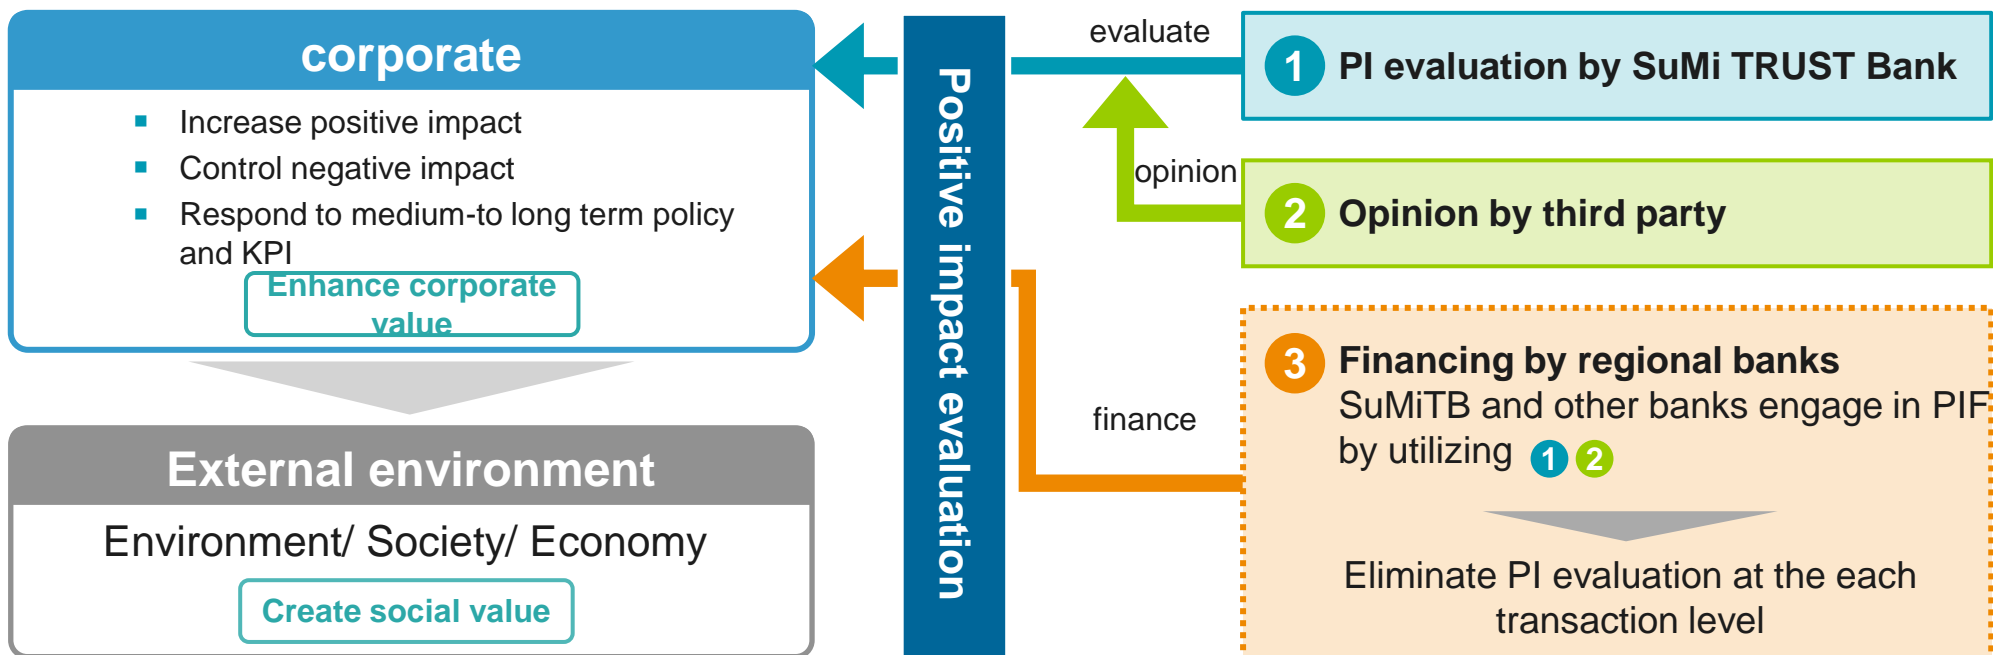 corporate
Increase positive impact
Control negative impact
Respond to medium-to long term policy
and KPI
Enhance corporate
value
External environment
Environment/ Society/ Economy
Create social value
Positive impact evaluation
evaluate
opinion
finance
1 PI evaluation by SuMi TRUST Bank
2 Opinion by third party
3 Financing by regional banks
SuMiTB and other banks engage in PIF
by utilizing 1 2
Eliminate PI evaluation at the each
transaction level